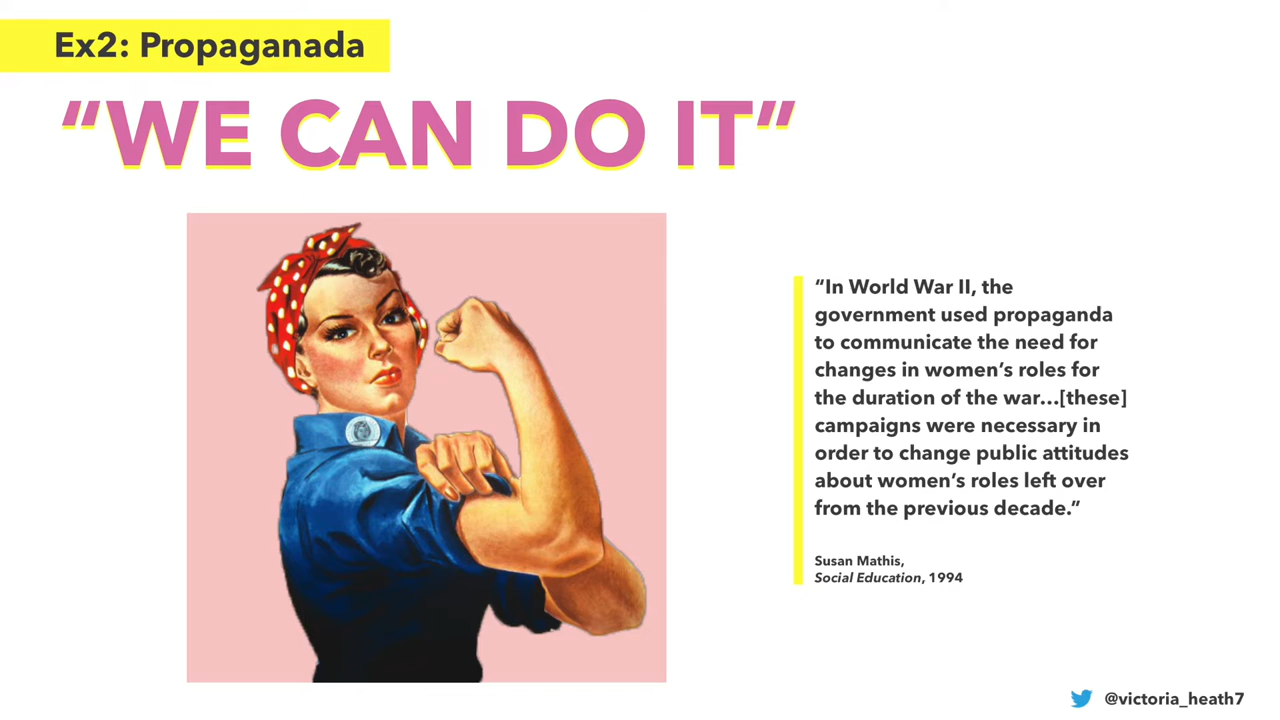 Ex2: Propaganada
“WE CAN DO IT”
“In World War II, the
government used propaganda
to communicate the need for
changes in women’s roles for
the duration of the war…[these]
campaigns were necessary in
order to change public attitudes
about women’s roles left over
from the previous decade.”
Susan Mathis,
Social Education, 1994
@victoria_heath7